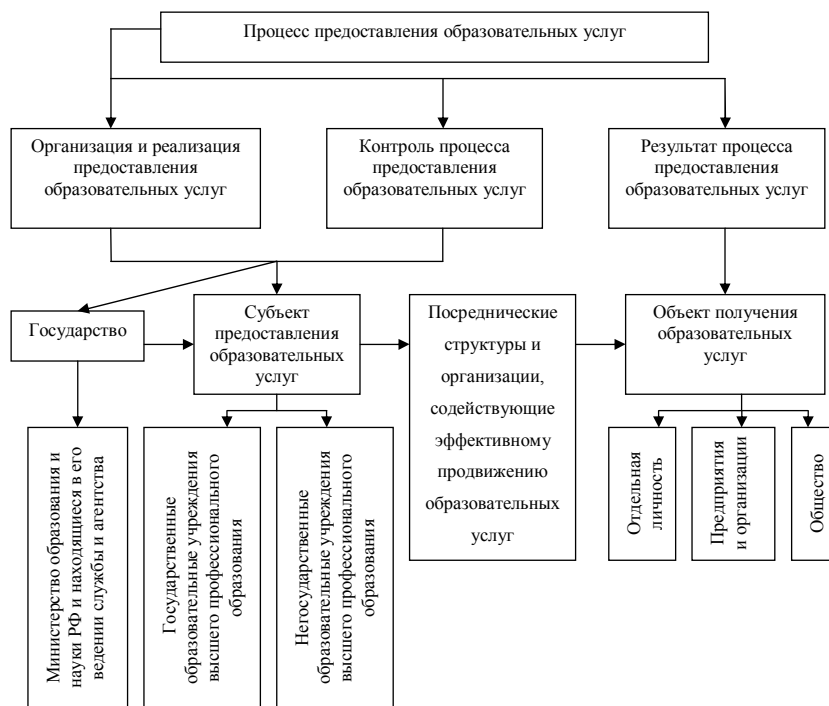 Процесс предоставления образовательных услуг
Организация и реализация
предоставления
образовательных услуг
Контроль процесса
предоставления
образовательных услуг
Результат процесса
предоставления
образовательных услуг
Государство
Субъект
предоставления
образовательных
услуг
Посреднические
структуры и
организации,
содействующие
эффективному
продвижению
образовательных
услуг
Объект получения
образовательных
услуг
Министерство образования и
науки РФ и находящиеся в его
ведении службы и агентства
Государственные
образовательные учреждения
высшего профессионального
образования
Негосударственные
образовательные учреждения
высшего профессионального
образования
Отдельная
личность
Предприятия
и организации
Общество